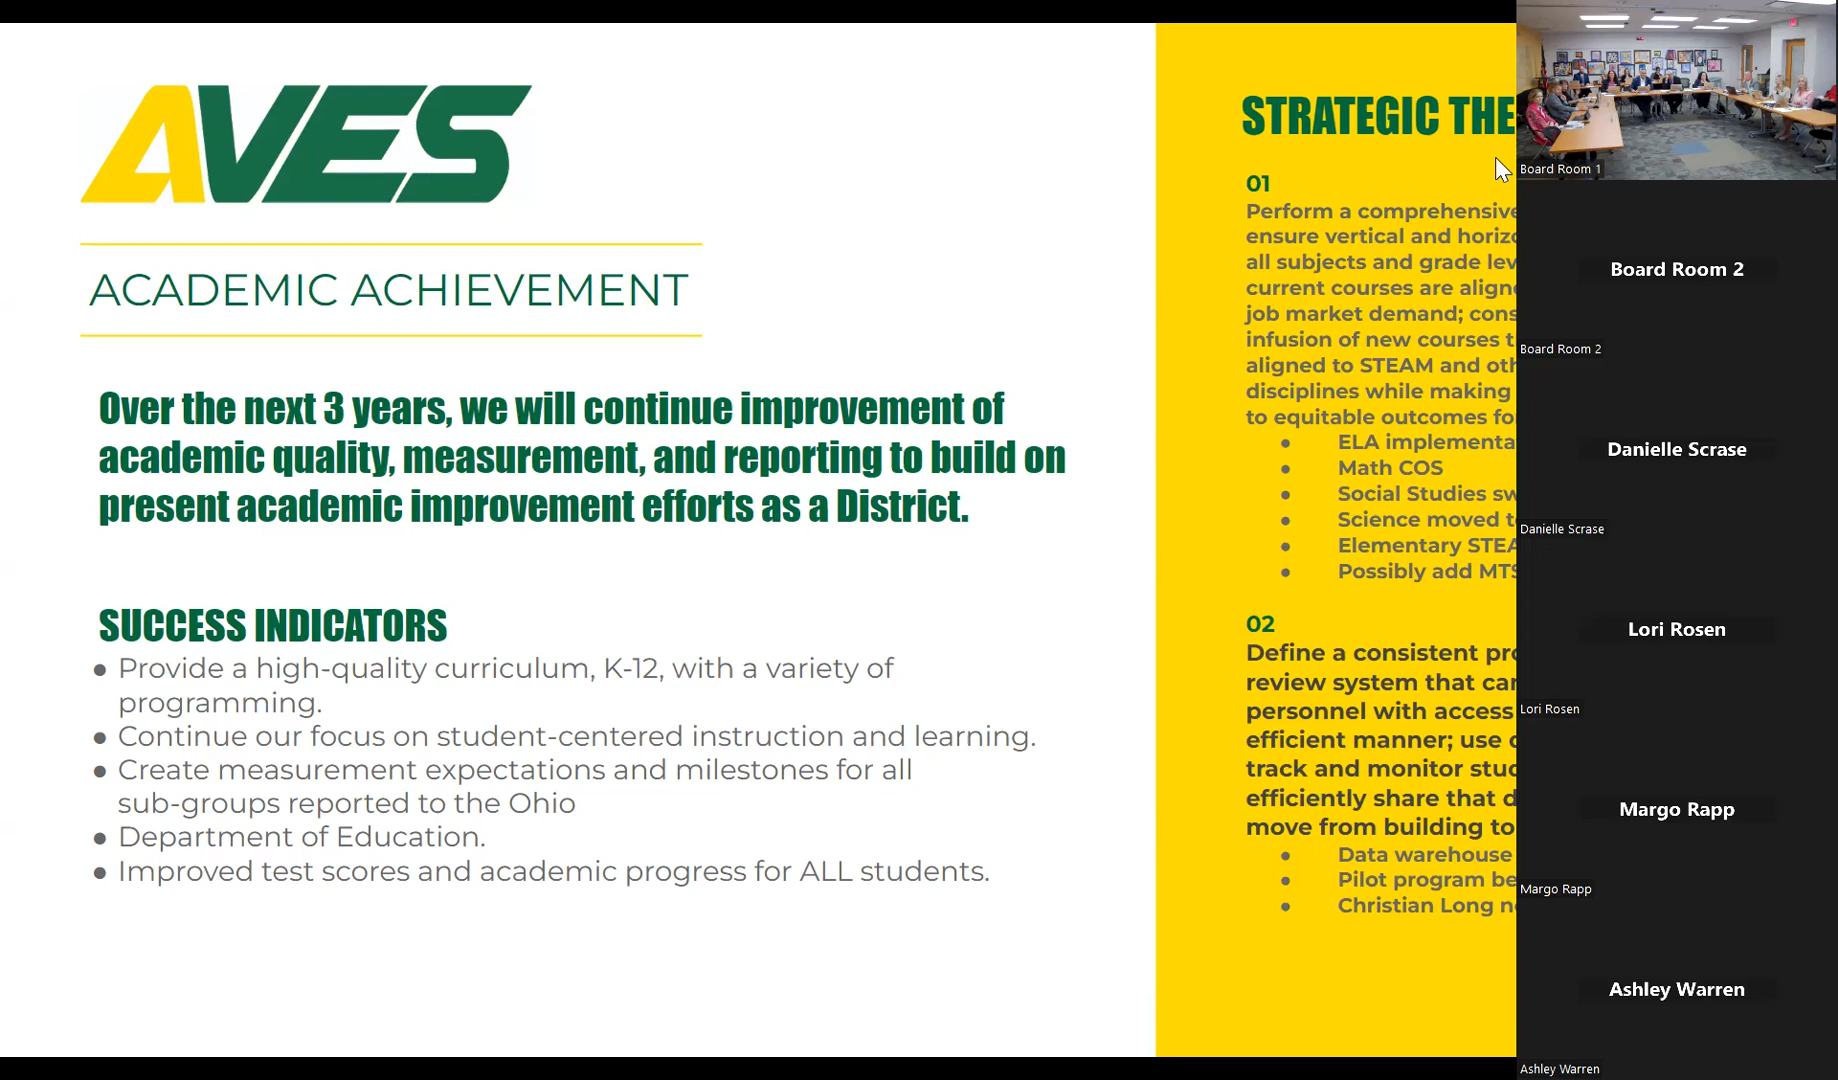 AVES
ACADEMIC ACHIEVEMENT
Over the next 3 years, we will continue improvement of
academic quality, measurement, and reporting to build on
present academic improvement efforts as a District.
SUCCESS INDICATORS
● Provide a high-quality curriculum, K-12, with a variety of
programming.
● Continue our focus on student-centered instruction and learning.
● Create measurement expectations and milestones for all
sub-groups reported to the Ohio
● Department of Education.
● Improved test scores and academic progress for ALL students.
STRATEGIC THE
01
Perform a comprehensive
ensure vertical and horizo
all subjects and grade lev
current courses are aligne
job market demand; cons
infusion of new courses t
aligned to STEAM and oth
disciplines while making
to equitable outcomes fo
● ELA implementa
● Math COS
● Social Studies sw
● Science moved t
● Elementary STEA
● Possibly add MTS
02
Define a consistent pro
review system that can
personnel with access
efficient manner; use
track and monitor stud
efficiently share that d
move from building to
● Data warehouse
● Pilot program be
● Christian Long n
Board Room 1
Board Room 2
Board Room 2
Danielle Scrase
Danielle Scrase
Lori Rosen
Lori Rosen
Margo Rapp
Margo Rapp
Ashley Warren
Ashley Warren